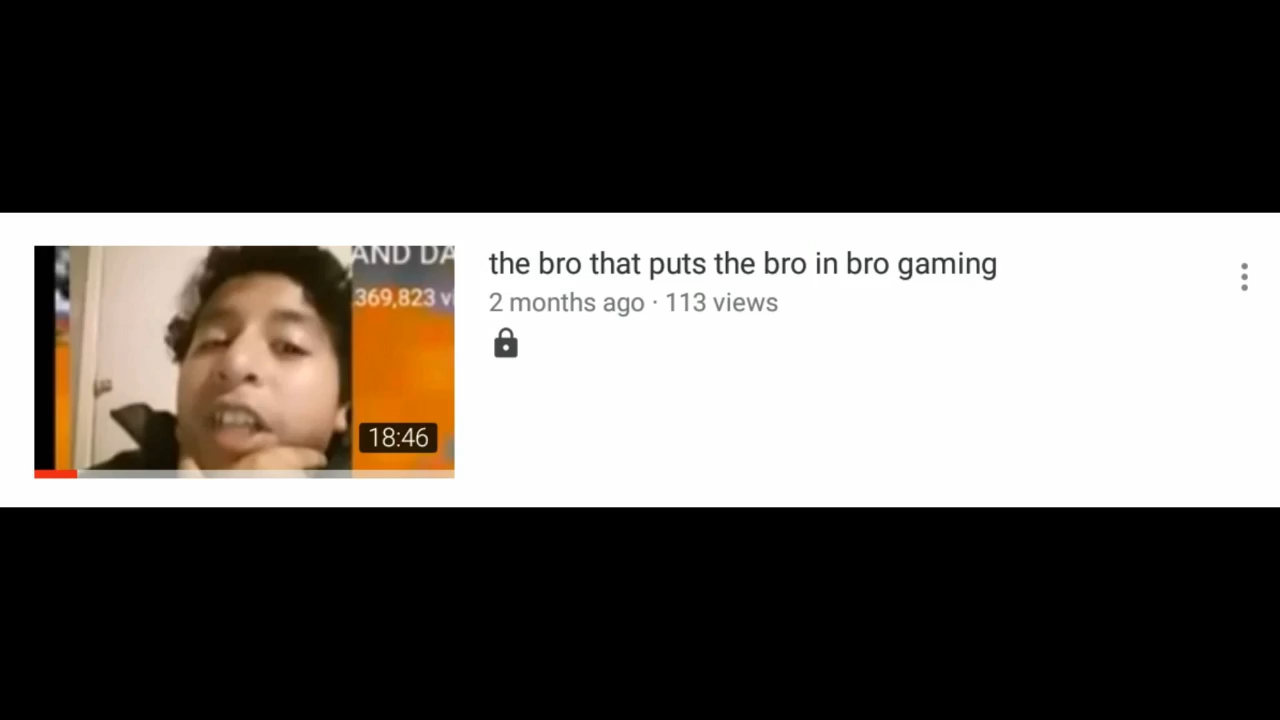 AND DA
369,823 vi
18:46
the bro that puts the bro in bro gaming
2 months ago · 113 views